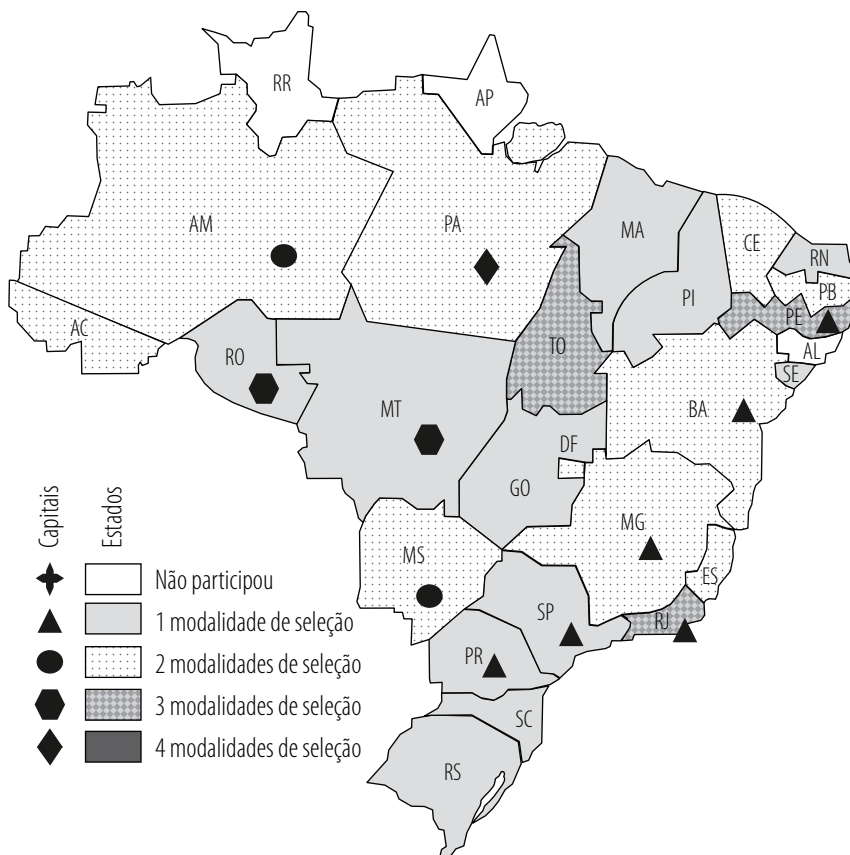 RR
AP
AM
PA
MA
CE
RN
PI
PB
PE
AC
TO
AL
RO
SE
MT
BA
DF
GO
MG
MS
ES
SP
RJ
PR
SC
RS
Capitais
Estados
Não participou
1 modalidade de seleção
2 modalidades de seleção
3 modalidades de seleção
4 modalidades de seleção